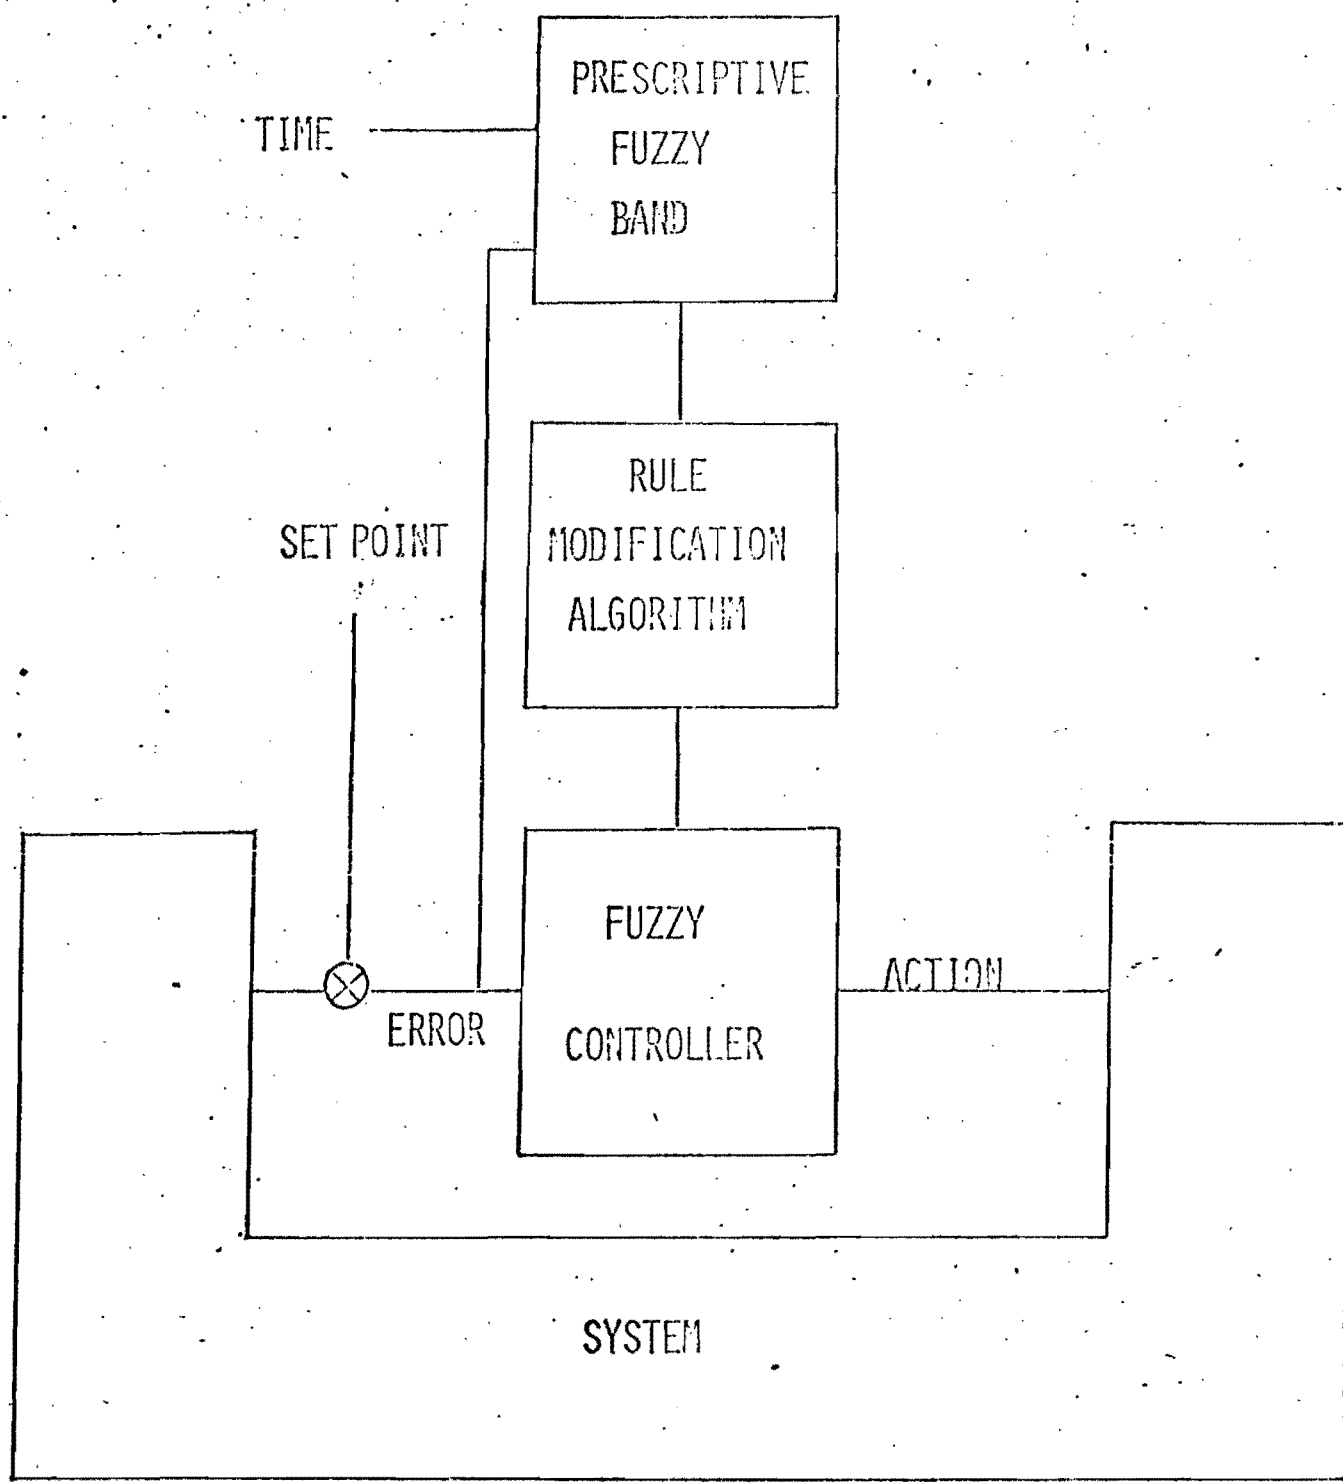 PRESCRIPTIVE
FUZZY
BAND
TIME
RULE
MODIFICATION
ALGORITHM
SET POINT
FUZZY
CONTROLLER
ACTION
ERROR
SYSTEM